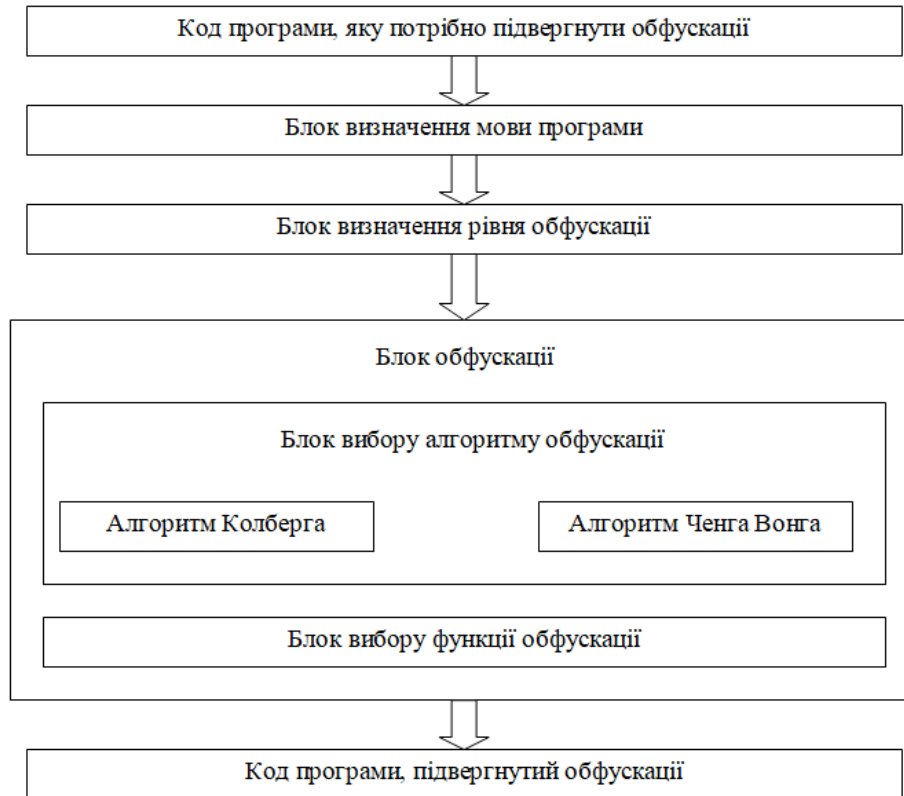 Код програми, яку потрібно підвергнути обфускації
Блок визначення мови програми
Блок визначення рівня обфускації
Блок обфускації
Блок вибору алгоритму обфускації
Алгоритм Колберга
Алгоритм Ченга Вонга
Блок вибору функції обфускації
Код програми, підвергнутий обфускації